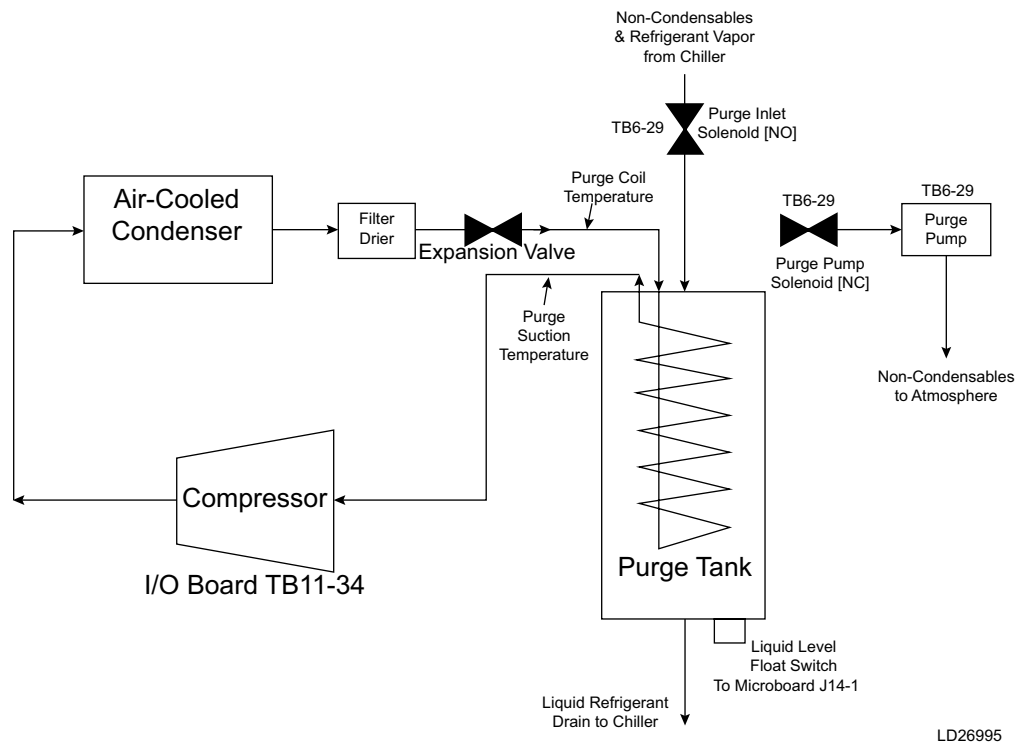 Non-Condensables
& Refrigerant Vapor
from Chiller
TB6-29
Purge Inlet
Solenold [NO]
Air-Cooled
Condenser
Filter
Drier
Expansion Valve
Purge Coil
Temperature
TB6-29
TB6-29
Purge
Pump
Purge Pump
Solenoid [NC]
Purge
Suction
Temperature
Non-Condensables
to Atmosphere
Compressor
I/O Board TB11-34
Purge Tank
Liquid Level
Float Switch
To Microboard J14-1
Liquid Refrigerant
Drain to Chiller
LD26995